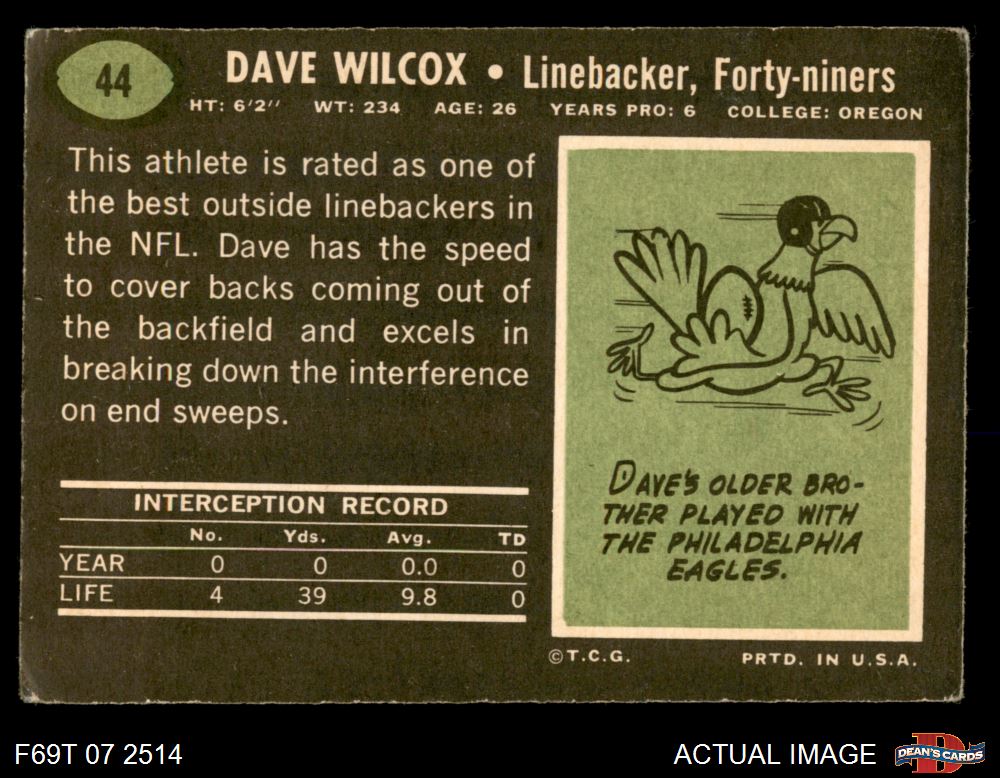 44
DAVE WILCOX • Linebacker, Forty-niners
HT: 6'2'' WT: 234 AGE: 26 YEARS PRO: 6 COLLEGE: OREGON
This athlete is rated as one of
the best outside linebackers in
the NFL. Dave has the speed
to cover backs coming out of
the backfield and excels in
breaking down the interference
on end sweeps.
INTERCEPTION RECORD
No. Yds. Avg. TD
YEAR 0 0 0.0 0
LIFE 4 39 9.8 0
DAVE'S OLDER BRO-
THER PLAYED WITH
THE PHILADELPHIA
EAGLES.
©T.C.G. PRTD. IN U.S.A.
F69T 07 2514 ACTUAL IMAGE
D
DEAN'S CARDS